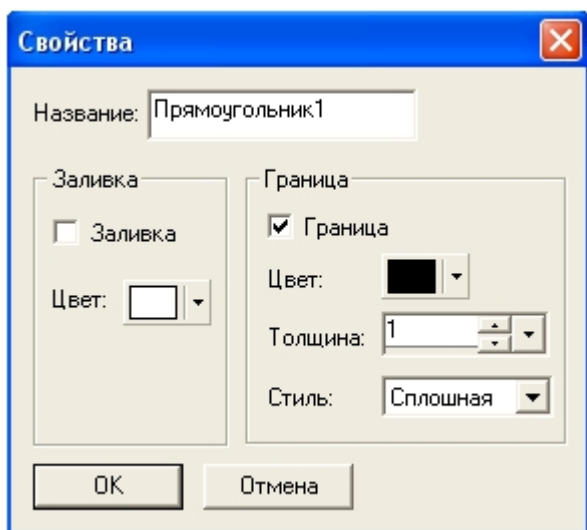 Свойства
Название: Прямоугольник1
Заливка
Заливка
Цвет:
Граница
Граница
Цвет:
Толщина: 1
Стиль: Сплошная
OK Отмена